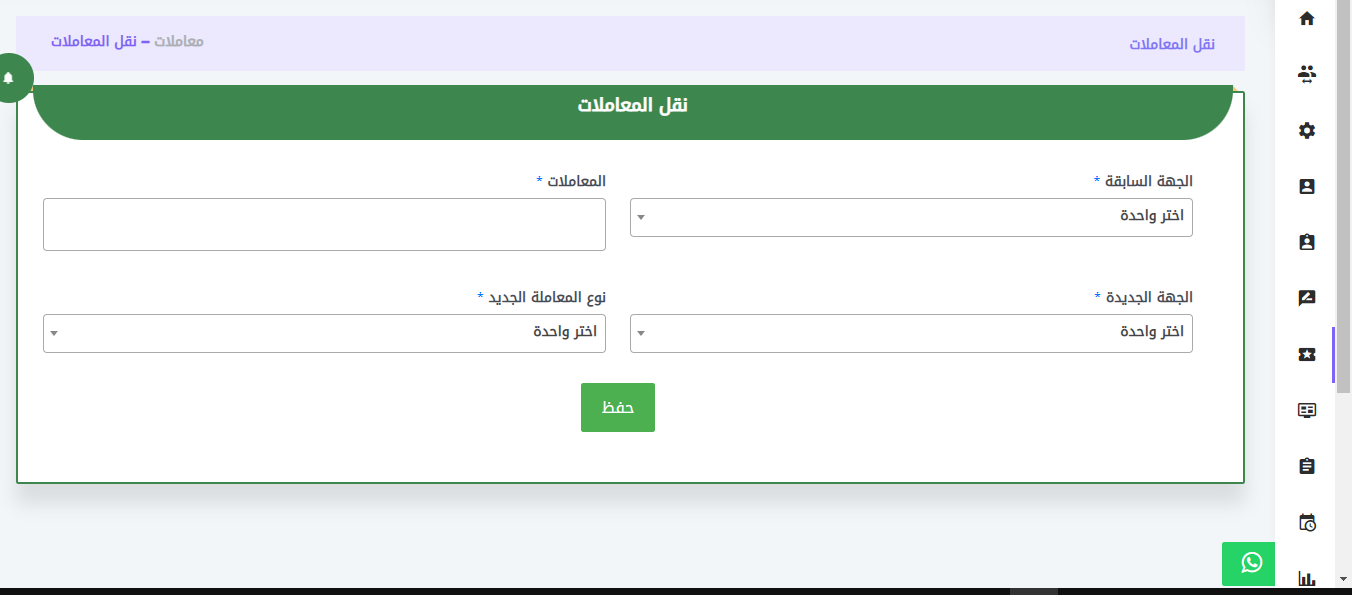 نقل المعاملات
معاملات – نقل المعاملات
نقل المعاملات
الجهة السابقة *
المعاملات *
اختر واحدة
الجهة الجديدة *
نوع المعاملة الجديد *
اختر واحدة
اختر واحدة
حفظ